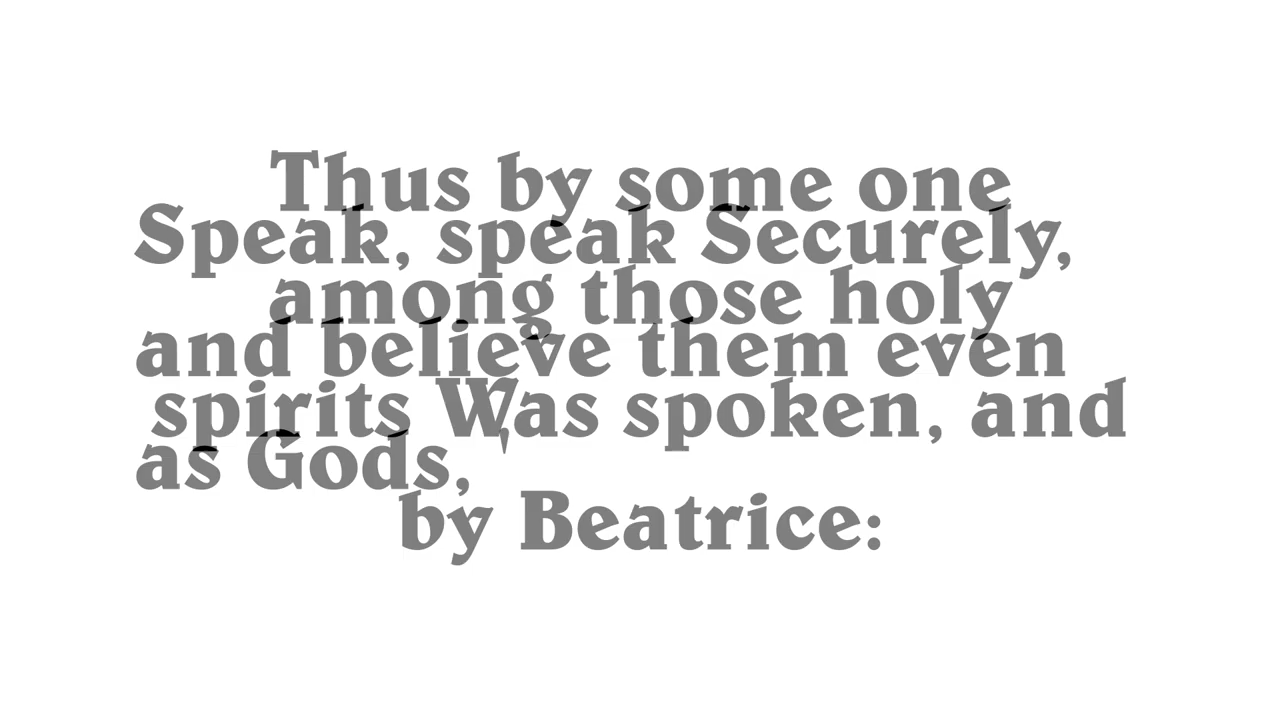 Thus by some one
Speak, speak Securely,
among those holy
and believe them even
spirits Was spoken, and
as Gods,"
by Beatrice: